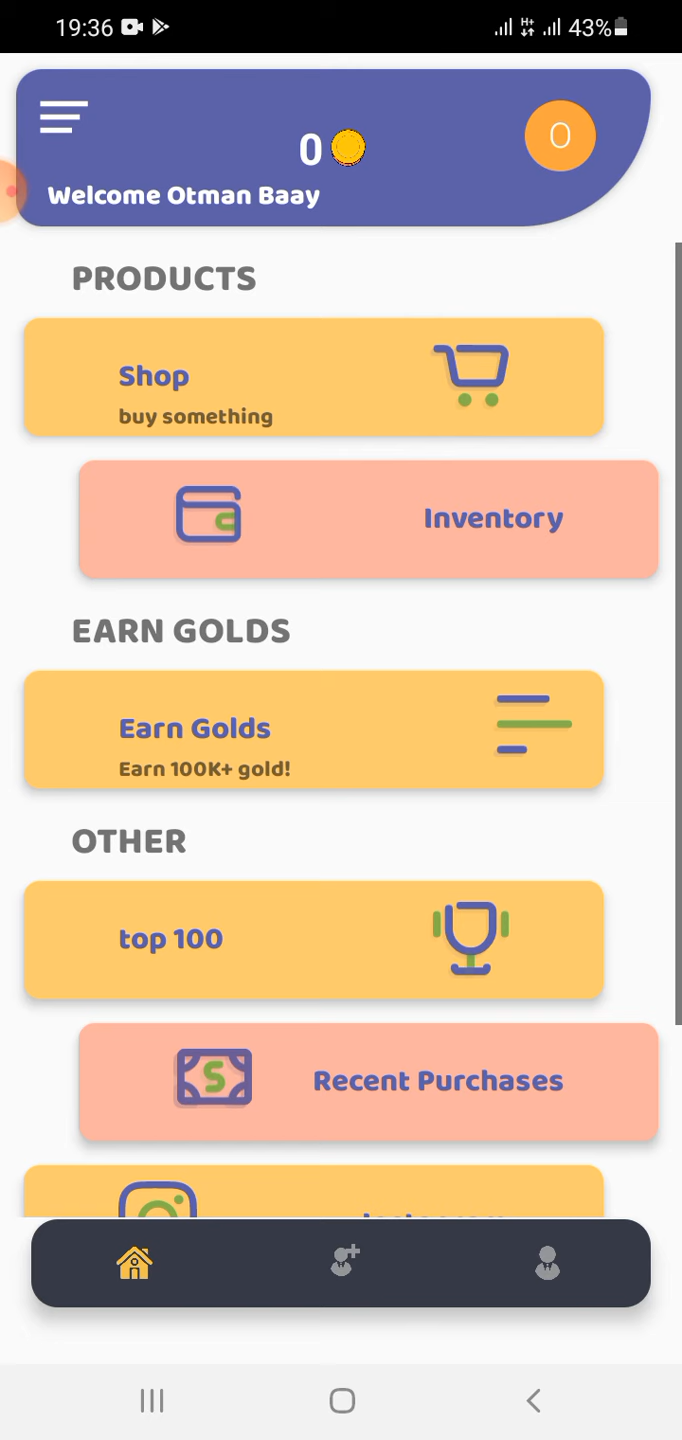 19:36
H+
43%
0
O
Welcome Otman Baay
PRODUCTS
Shop
buy something
Inventory
EARN GOLDS
Earn Golds
Earn 100K+ gold!
OTHER
top 100
Recent Purchases